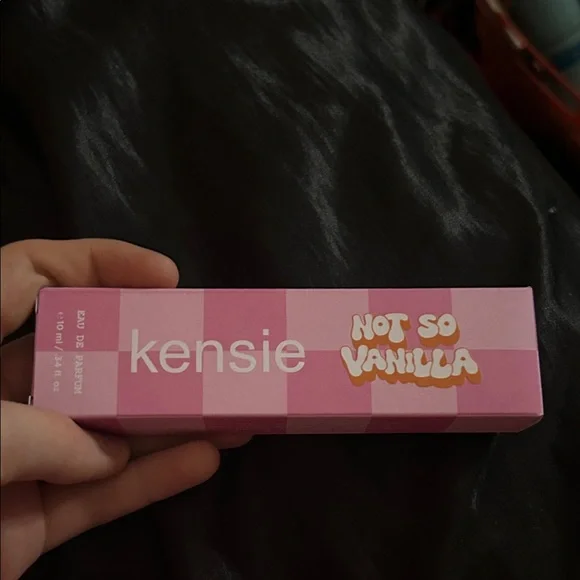 kensie
NOT SO
VANILLA
EAU DE PARFUM
e 10 ml / .34 fl. oz